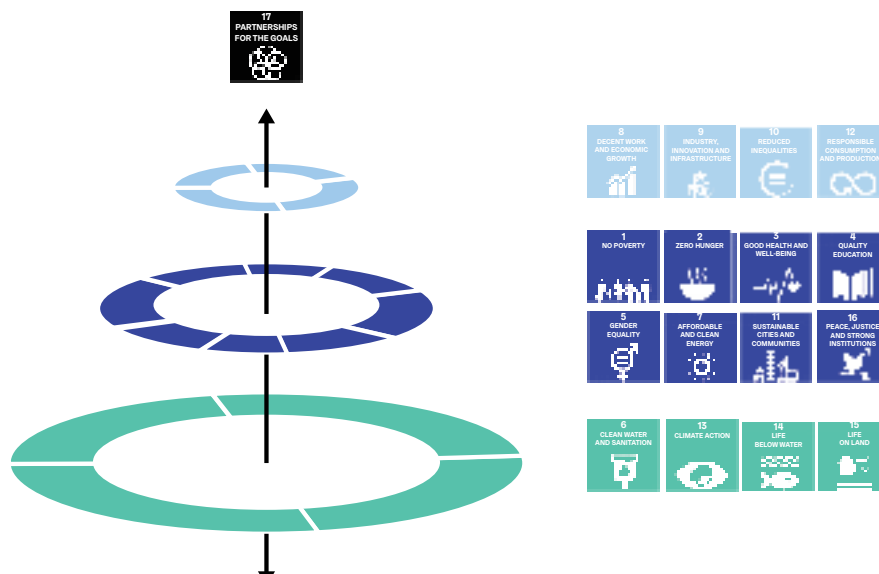 17
PARTNERSHIPS
FOR THE GOALS
8
DECENT WORK
AND ECONOMIC
GROWTH
9
INDUSTRY,
INNOVATION AND
INFRASTRUCTURE
10
REDUCED
INEQUALITIES
12
RESPONSIBLE
CONSUMPTION
AND PRODUCTION
1
NO POVERTY
2
ZERO HUNGER
3
GOOD HEALTH AND
WELL-BEING
4
QUALITY
EDUCATION
5
GENDER
EQUALITY
7
AFFORDABLE
AND CLEAN
ENERGY
11
SUSTAINABLE
CITIES AND
COMMUNITIES
16
PEACE, JUSTICE
AND STRONG
INSTITUTIONS
6
CLEAN WATER
AND SANITATION
13
CLIMATE ACTION
14
LIFE
BELOW WATER
15
LIFE
ON LAND